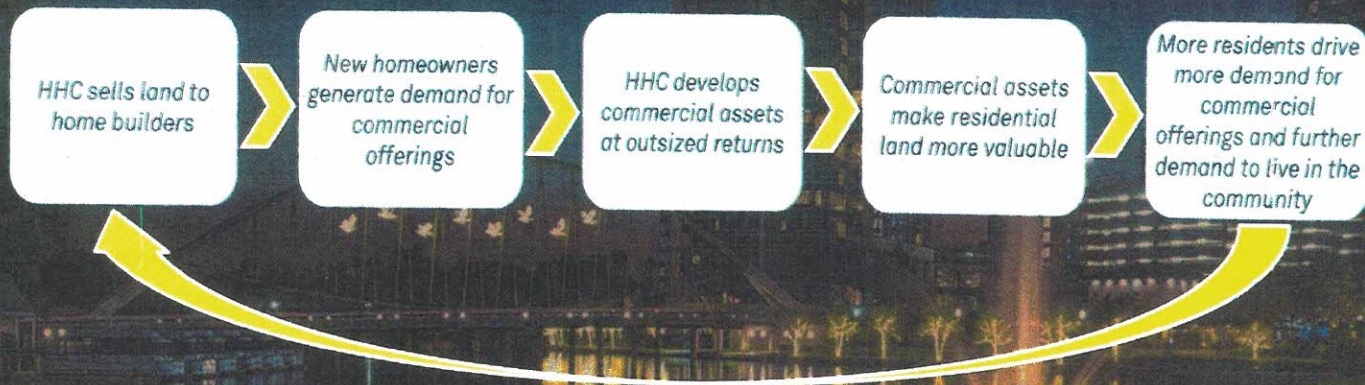 HHC sells land to
home builders
New homeowners
generate demand for
commercial
offerings
HHC develops
commercial assets
at outsized returns
Commercial assets
make residential
land more valuable
More residents drive
more demand for
commercial
offerings and further
demand to live in the
community